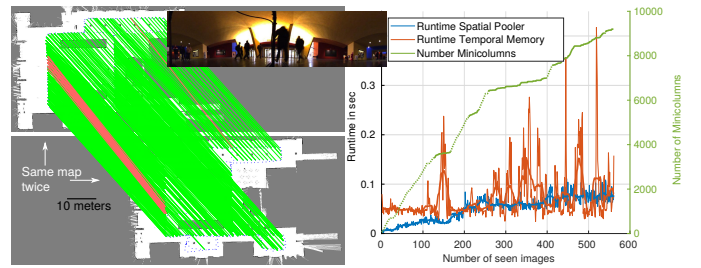 Same map
twice
10 meters
Runtime Spatial Pooler
Runtime Temporal Memory
Number Minicolumns
Runtime in sec
0.3
0.2
0.1
0
0
100
200
300
400
500
600
Number of seen images
10000
8000
6000
4000
2000
0
Number of Minicolumns